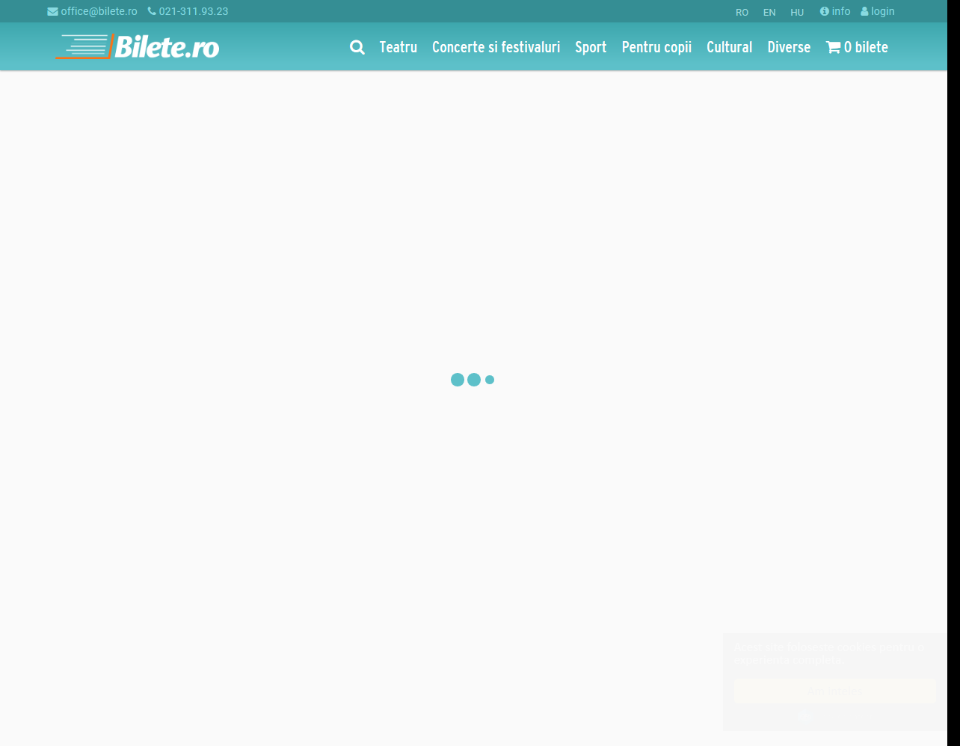 office@bilete.ro 021-311.93.23 RO EN HU info login
Bilete.ro Teatru Concerte si festivaluri Sport Pentru copii Cultural Diverse 0 bilete